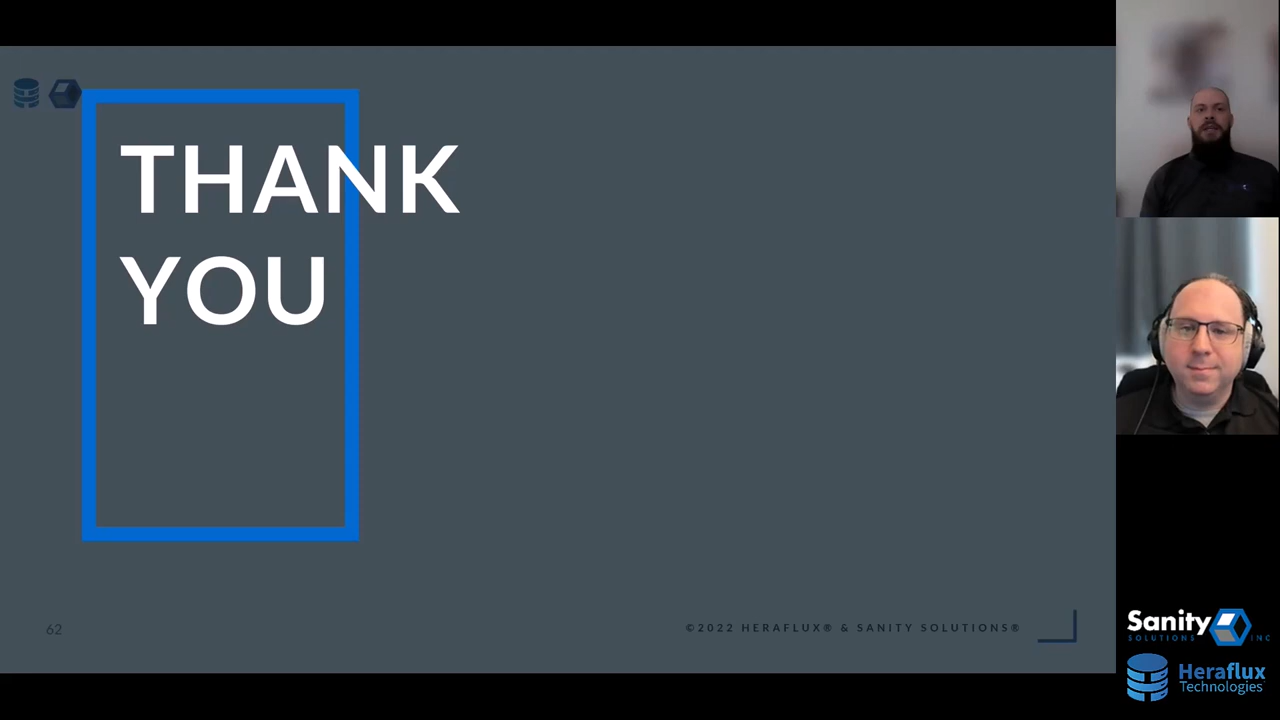 THANK
YOU
62
©2022 HERAFLUX® & SANITY SOLUTIONS®
Sanity
SOLUTIONS INC
Heraflux
Technologies